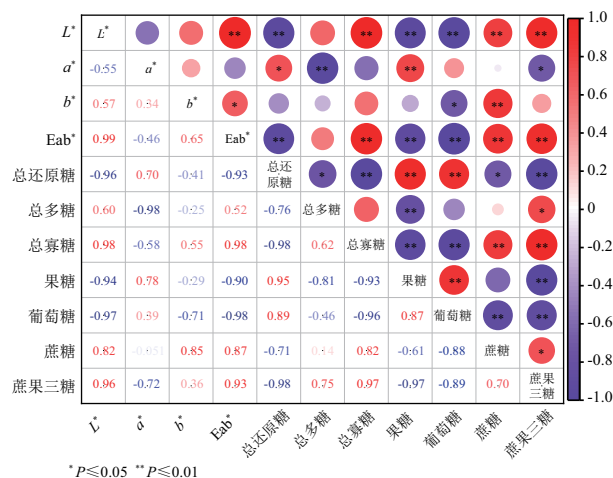 L* L* ** ** ** ** ** ** ** 1.0
a* -0.55 a* * ** ** * 0.8
b* 0.57 0.34 b* * * ** 0.6
Eab* 0.99 -0.46 0.65 Eab* ** ** ** ** ** ** 0.4
总还原糖 -0.96 0.70 -0.41 -0.93 总还原糖 * ** ** ** * ** 0.2
总多糖 0.60 -0.98 -0.25 0.52 -0.76 总多糖 ** * 0
总寡糖 0.98 -0.58 0.55 0.98 -0.98 0.62 总寡糖 ** ** ** ** -0.2
果糖 -0.94 0.78 -0.29 -0.90 0.95 -0.81 -0.93 果糖 ** ** -0.4
葡萄糖 -0.97 0.39 -0.71 -0.98 0.89 -0.46 -0.96 0.87 葡萄糖 ** ** -0.6
蔗糖 0.82 0.85 0.87 -0.71 0.82 -0.61 -0.88 蔗糖 * -0.8
蔗果三糖 0.96 -0.72 0.36 0.93 -0.98 0.75 0.97 -0.97 -0.89 0.70 蔗果三糖 -1.0
L* a* b* Eab* 总还原糖 总多糖 总寡糖 果糖 葡萄糖 蔗糖 蔗果三糖
*P≤0.05 **P≤0.01